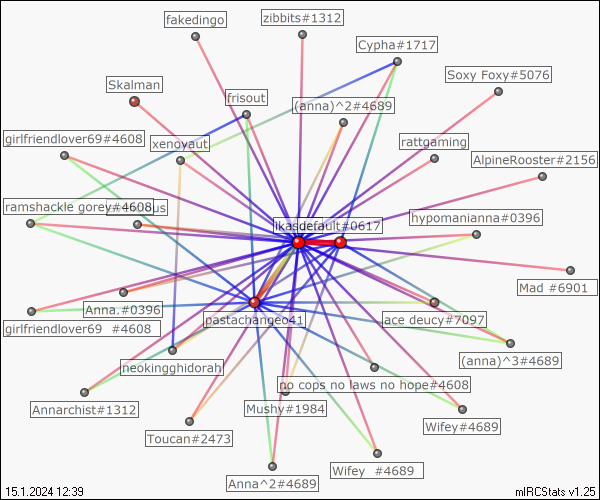 fakedingo
zibbits#1312
Cypha#1717
Skalman
Soxy Foxy#5076
frisout
(anna)^2#4689
girlfriendlover69#4608
xenoyaut
rattgaming
AlpineRooster#2156
ramshackle gorey#4608
hypomanianna#0396
likasdefault#0617
Mad #6901
Anna.#0396
pastachangeo41
ace deucy#7097
girlfriendlover69 #4608
(anna)^3#4689
neokingghidorah
no cops no laws no hope#4608
Annarchist#1312
Mushy#1984
Wifey#4689
Toucan#2473
Wifey #4689
Anna^2#4689
15.1.2024 12:39
mIRCStats v1.25